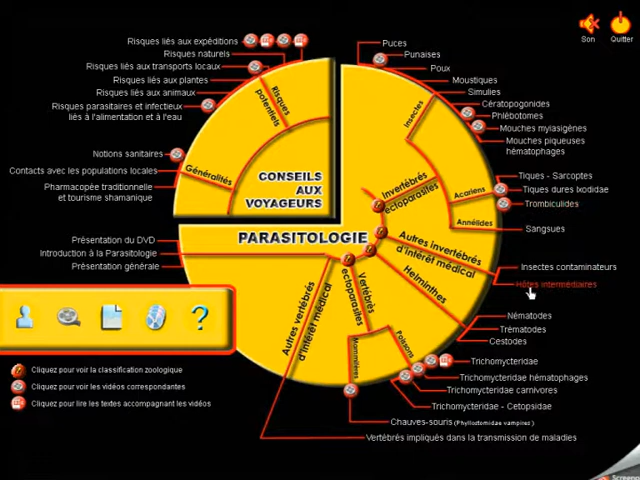 Risques liés aux expéditions
Risques naturels
Risques liés aux transports locaux
Risques liés aux plantes
Risques liés aux animaux
Risques parasitaires et infectieux
liés à l'alimentation et à l'eau
Notions sanitaires
Contacts avec les populations locales
Pharmacopée traditionnelle
et tourisme shamanique
Risques
potentiels
Généralités
CONSEILS
AUX
VOYAGEURS
Son
Quitter
Puces
Punaises
Poux
Moustiques
Simulies
Cératopogonides
Phlébotomes
Mouches myiasigènes
Mouches piqueuses
hématophages
Tiques - Sarcoptes
Tiques dures Ixodidae
Trombiculides
Sangsues
Insectes
Acariens
Annélides
Invertébrés
ectoparasites
PARASITOLOGIE
Présentation du DVD
Introduction à la Parasitologie
Présentation générale
Autres invertébrés
d'intérêt médical
Insectes contaminateurs
Hôtes intermédiaires
Helminthes
Nématodes
Trématodes
Cestodes
Vertébrés
ectoparasites
Poissons
Mammifères
Autres vertébrés
d'intérêt médical
Trichomycteridae
Trichomycteridae hématophages
Trichomycteridae carnivores
Trichomycteridae - Cetopsidae
Chauves-souris (Phyllostomidae vampires)
Vertébrés impliqués dans la transmission de maladies
?
Cliquez pour voir la classification zoologique
Cliquez pour voir les vidéos correspondantes
Cliquez pour lire les textes accompagnant les vidéos